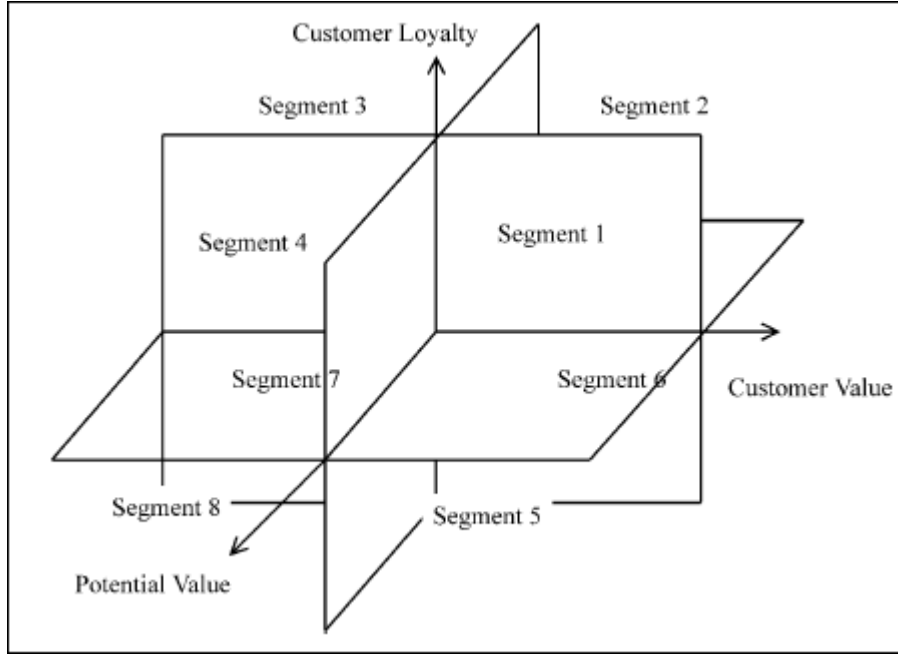 Customer Loyalty
Segment 3
Segment 2
Segment 4
Segment 1
Segment 7
Segment 6
Customer Value
Segment 8
Segment 5
Potential Value